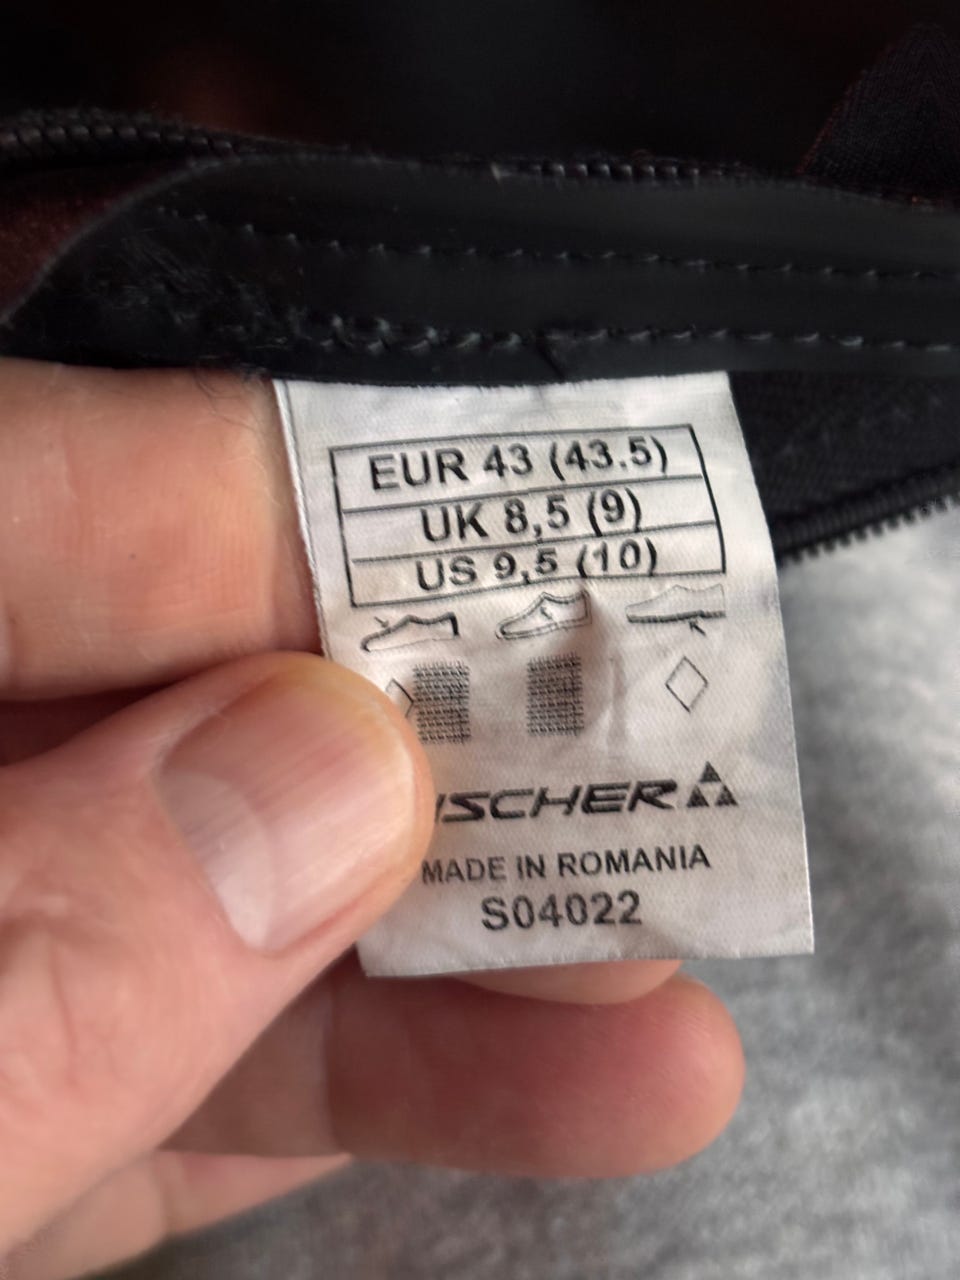 EUR 43 (43.5)
UK 8,5 (9)
US 9,5 (10)
ISCHER
MADE IN ROMANIA
S04022